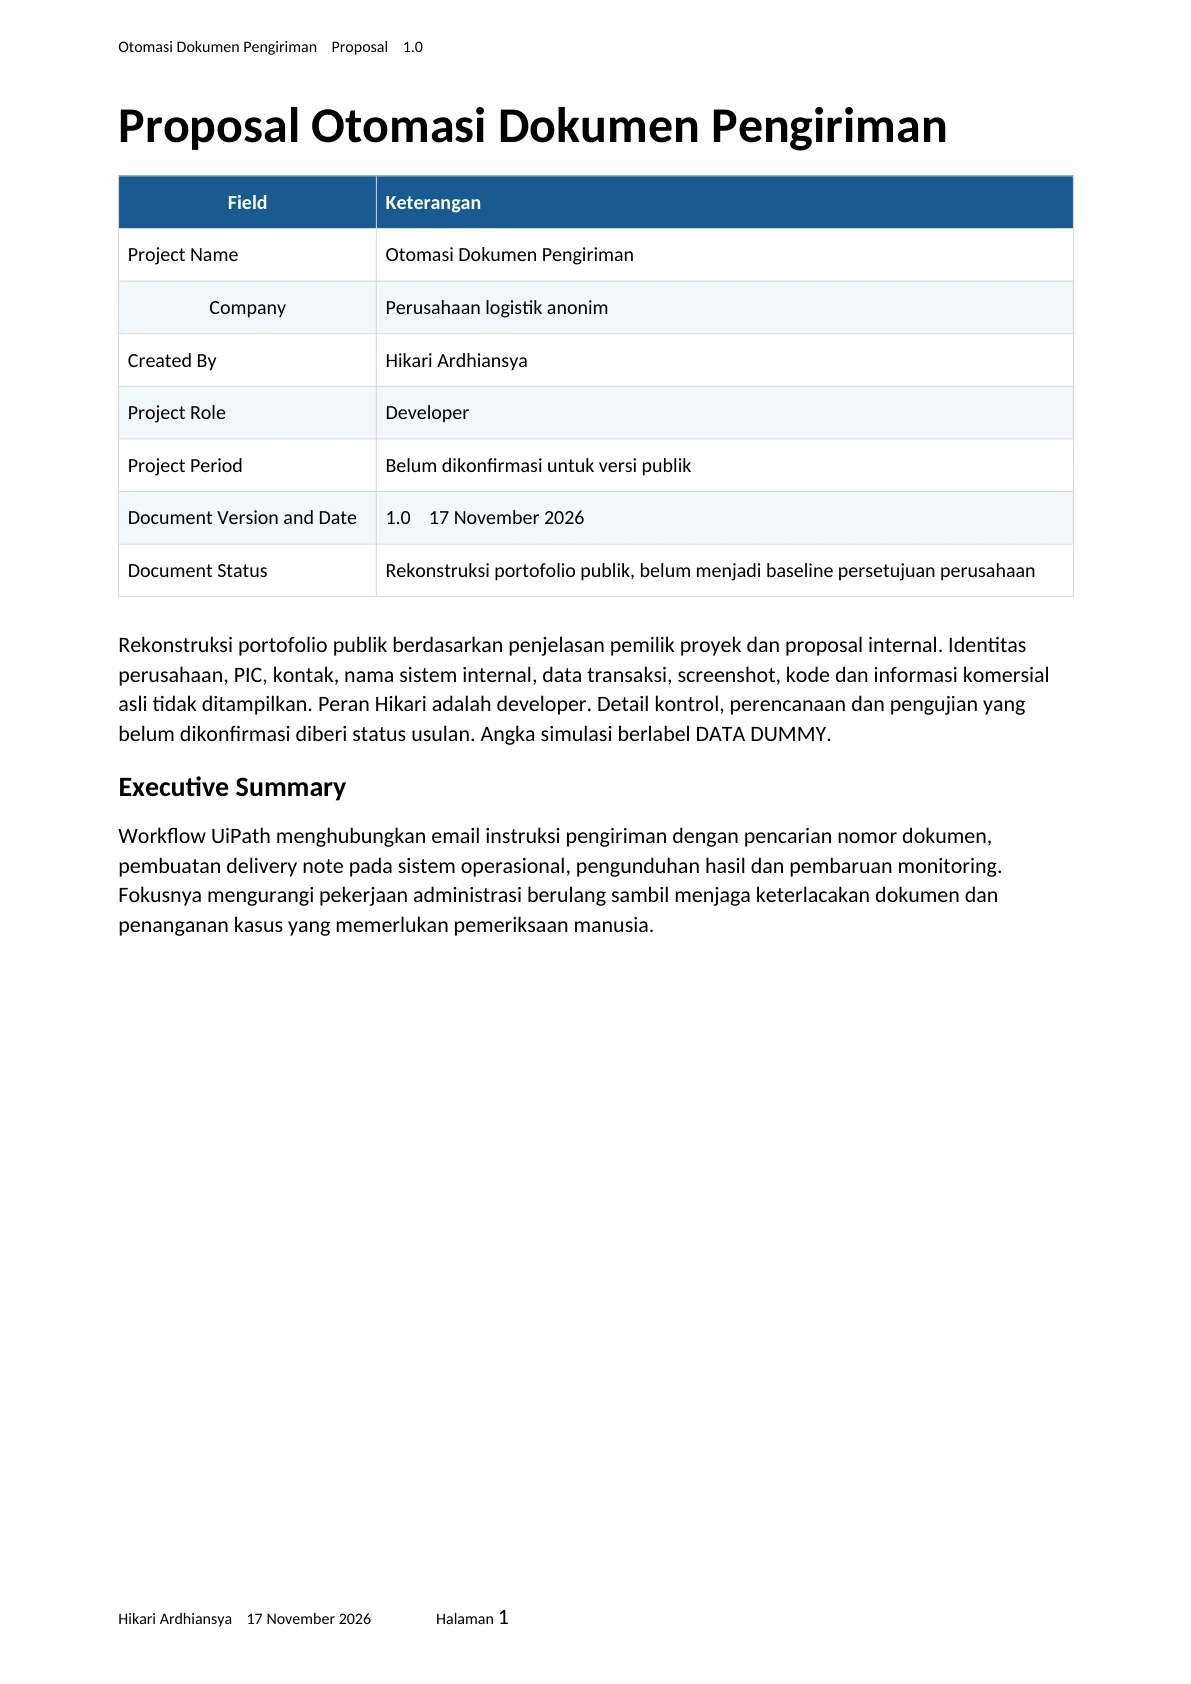 Otomasi Dokumen Pengiriman Proposal 1.0
Proposal Otomasi Dokumen Pengiriman
Field Keterangan
Project Name Otomasi Dokumen Pengiriman
Company Perusahaan logistik anonim
Created By Hikari Ardhiansya
Project Role Developer
Project Period Belum dikonfirmasi untuk versi publik
Document Version and Date 1.0 17 November 2026
Document Status Rekonstruksi portofolio publik, belum menjadi baseline persetujuan perusahaan
Rekonstruksi portofolio publik berdasarkan penjelasan pemilik proyek dan proposal internal. Identitas
perusahaan, PIC, kontak, nama sistem internal, data transaksi, screenshot, kode dan informasi komersial
asli tidak ditampilkan. Peran Hikari adalah developer. Detail kontrol, perencanaan dan pengujian yang
belum dikonfirmasi diberi status usulan. Angka simulasi berlabel DATA DUMMY.
Executive Summary
Workflow UiPath menghubungkan email instruksi pengiriman dengan pencarian nomor dokumen,
pembuatan delivery note pada sistem operasional, pengunduhan hasil dan pembaruan monitoring.
Fokusnya mengurangi pekerjaan administrasi berulang sambil menjaga keterlacakan dokumen dan
penanganan kasus yang memerlukan pemeriksaan manusia.
Hikari Ardhiansya 17 November 2026 Halaman 1